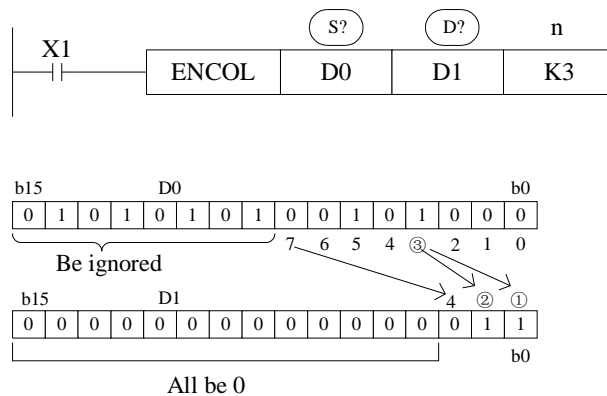 S? D? n
X1
ENCOL D0 D1 K3
b15 D0 b0
0 1 0 1 0 1 0 1 0 0 1 0 1 0 0 0
7 6 5 4 ③ 2 1 0
Be ignored
b15 D1 4 ② ①
0 0 0 0 0 0 0 0 0 0 0 0 0 0 1 1
b0
All be 0